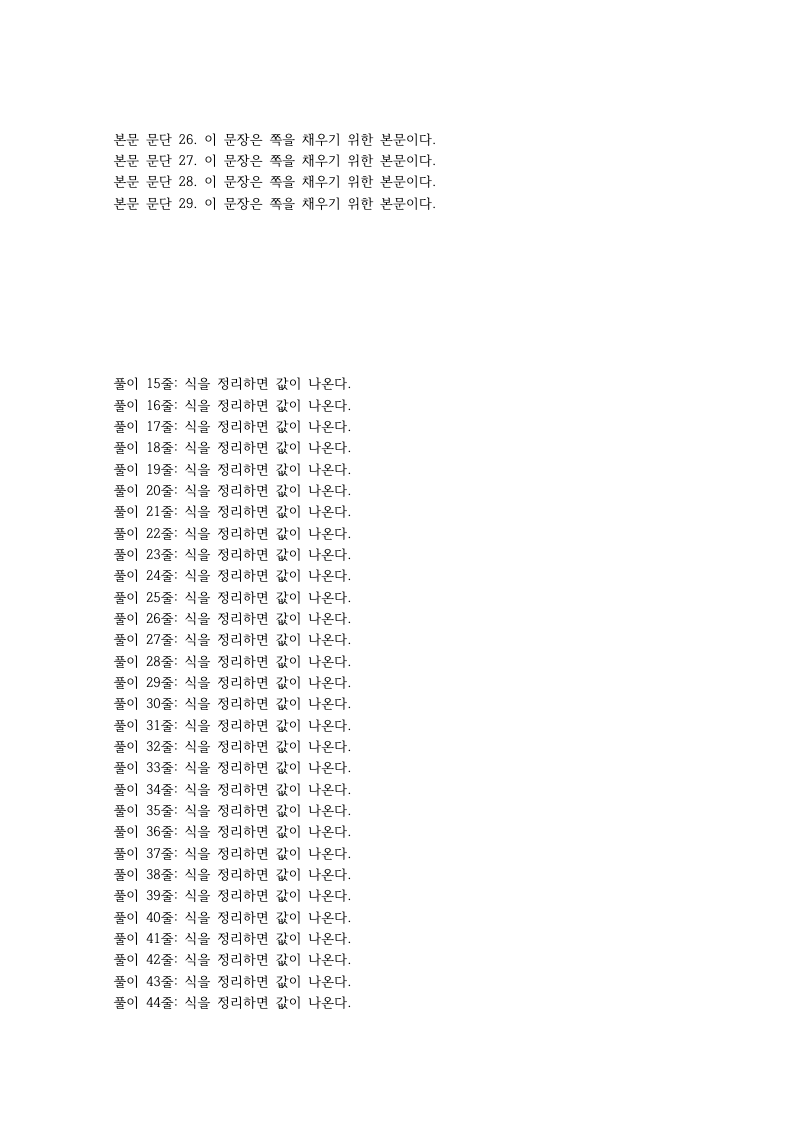 본문 문단 26. 이 문장은 쪽을 채우기 위한 본문이다.
본문 문단 27. 이 문장은 쪽을 채우기 위한 본문이다.
본문 문단 28. 이 문장은 쪽을 채우기 위한 본문이다.
본문 문단 29. 이 문장은 쪽을 채우기 위한 본문이다.
풀이 15줄: 식을 정리하면 값이 나온다.
풀이 16줄: 식을 정리하면 값이 나온다.
풀이 17줄: 식을 정리하면 값이 나온다.
풀이 18줄: 식을 정리하면 값이 나온다.
풀이 19줄: 식을 정리하면 값이 나온다.
풀이 20줄: 식을 정리하면 값이 나온다.
풀이 21줄: 식을 정리하면 값이 나온다.
풀이 22줄: 식을 정리하면 값이 나온다.
풀이 23줄: 식을 정리하면 값이 나온다.
풀이 24줄: 식을 정리하면 값이 나온다.
풀이 25줄: 식을 정리하면 값이 나온다.
풀이 26줄: 식을 정리하면 값이 나온다.
풀이 27줄: 식을 정리하면 값이 나온다.
풀이 28줄: 식을 정리하면 값이 나온다.
풀이 29줄: 식을 정리하면 값이 나온다.
풀이 30줄: 식을 정리하면 값이 나온다.
풀이 31줄: 식을 정리하면 값이 나온다.
풀이 32줄: 식을 정리하면 값이 나온다.
풀이 33줄: 식을 정리하면 값이 나온다.
풀이 34줄: 식을 정리하면 값이 나온다.
풀이 35줄: 식을 정리하면 값이 나온다.
풀이 36줄: 식을 정리하면 값이 나온다.
풀이 37줄: 식을 정리하면 값이 나온다.
풀이 38줄: 식을 정리하면 값이 나온다.
풀이 39줄: 식을 정리하면 값이 나온다.
풀이 40줄: 식을 정리하면 값이 나온다.
풀이 41줄: 식을 정리하면 값이 나온다.
풀이 42줄: 식을 정리하면 값이 나온다.
풀이 43줄: 식을 정리하면 값이 나온다.
풀이 44줄: 식을 정리하면 값이 나온다.